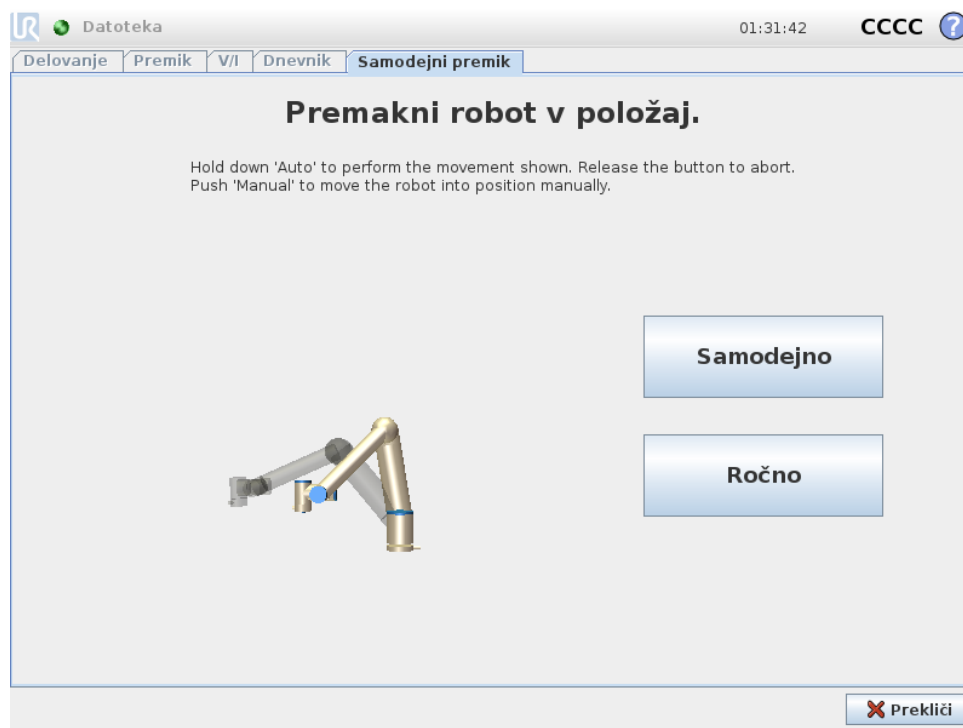 UR Datoteka 01:31:42 CCCC ?
Delovanje Premik V/I Dnevnik Samodejni premik
Premakni robot v položaj.
Hold down 'Auto' to perform the movement shown. Release the button to abort.
Push 'Manual' to move the robot into position manually.
Samodejno
Ročno
Prekliči